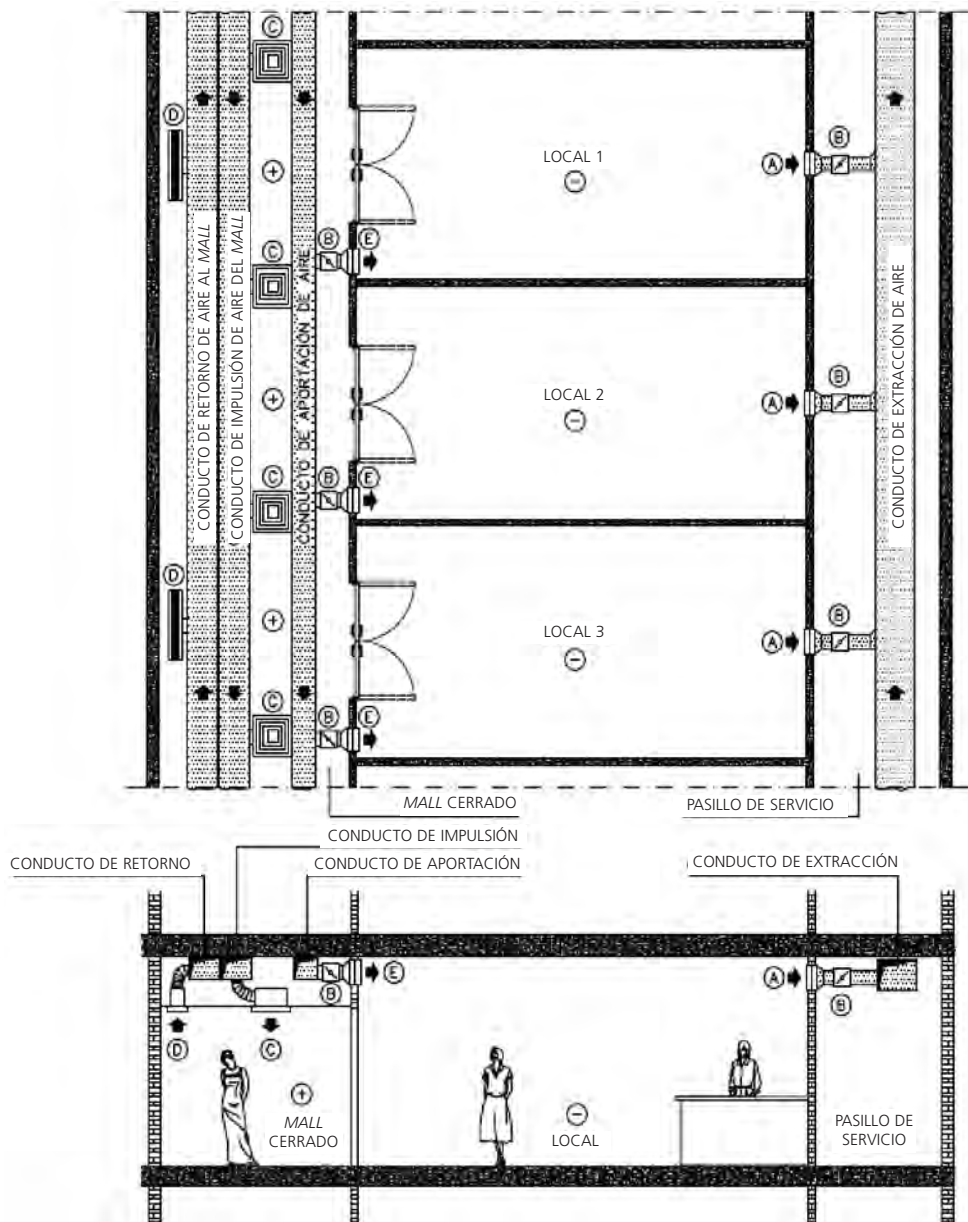 C
D
B
LOCAL 1
A
+
−
CONDUCTO DE RETORNO DE AIRE AL MALL
CONDUCTO DE IMPULSIÓN DE AIRE DEL MALL
CONDUCTO DE APORTACIÓN DE AIRE
CONDUCTO DE EXTRACCIÓN DE AIRE
C
B
E
B
LOCAL 2
A
+
−
C
B
E
D
B
LOCAL 3
A
+
−
C
B
E
MALL CERRADO
PASILLO DE SERVICIO
CONDUCTO DE IMPULSIÓN
CONDUCTO DE RETORNO
CONDUCTO DE APORTACIÓN
CONDUCTO DE EXTRACCIÓN
E
A
B
B
D
C
+
MALL
CERRADO
−
LOCAL
PASILLO DE
SERVICIO